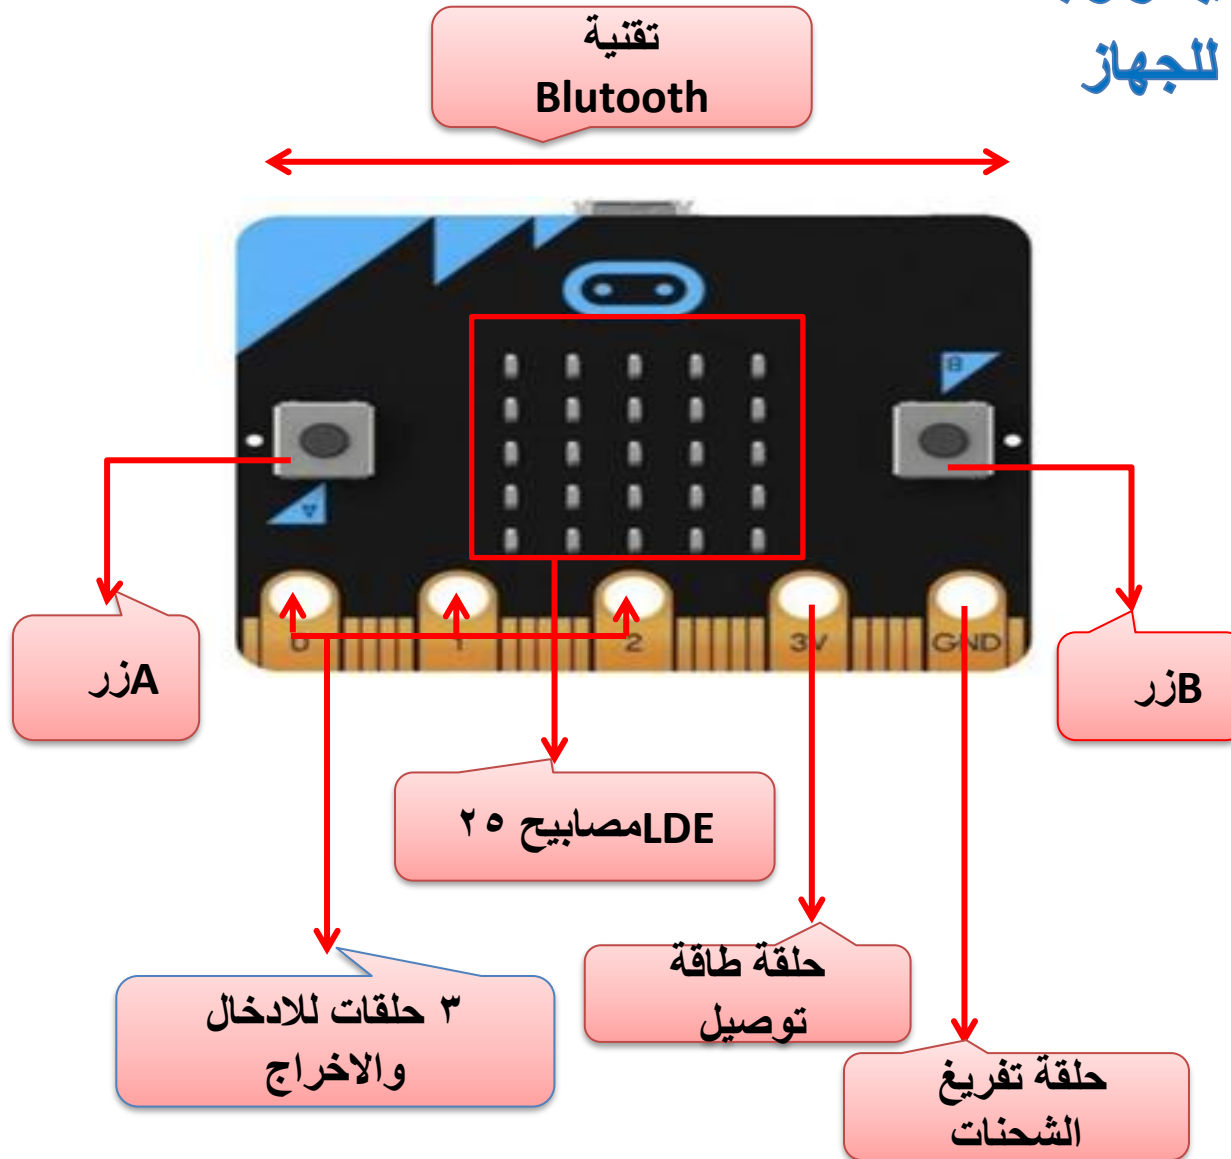 للجهاز
تقنية
Blutooth
B
A
0
1
2
3V
GND
زرA
زرB
٢٥ مصابيحLDE
حلقة طاقة
توصيل
٣ حلقات للادخال
والاخراج
حلقة تفريغ
الشحنات